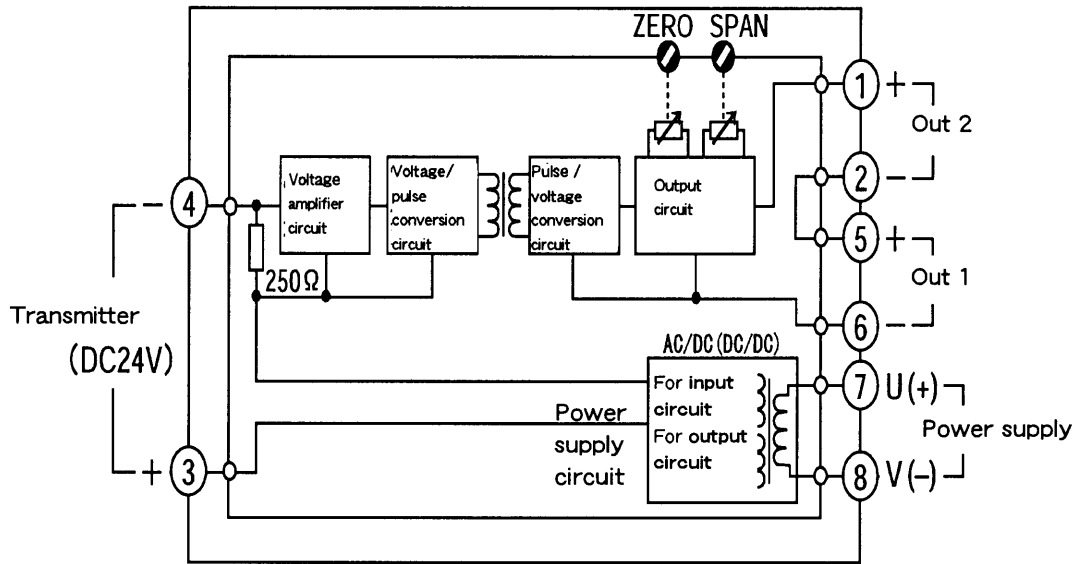 ZERO SPAN
1 +
Out 2
2 −
5 +
Out 1
6 −
− 4
Voltage
amplifier
circuit
Voltage/
pulse
conversion
circuit
Pulse /
voltage
conversion
circuit
Output
circuit
250Ω
Transmitter
(DC24V)
+ 3
AC/DC (DC/DC)
For input
circuit
For output
circuit
Power
supply
circuit
7 U(+)
Power supply
8 V(−)